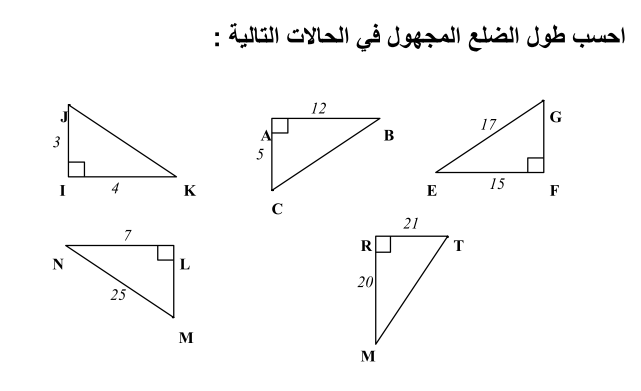 احسب طول الضلع المجهول في الحالات التالية :
J 3 I 4 K
12 A B 5 C
17 G E 15 F
7 N L 25 M
21 R T 20 M